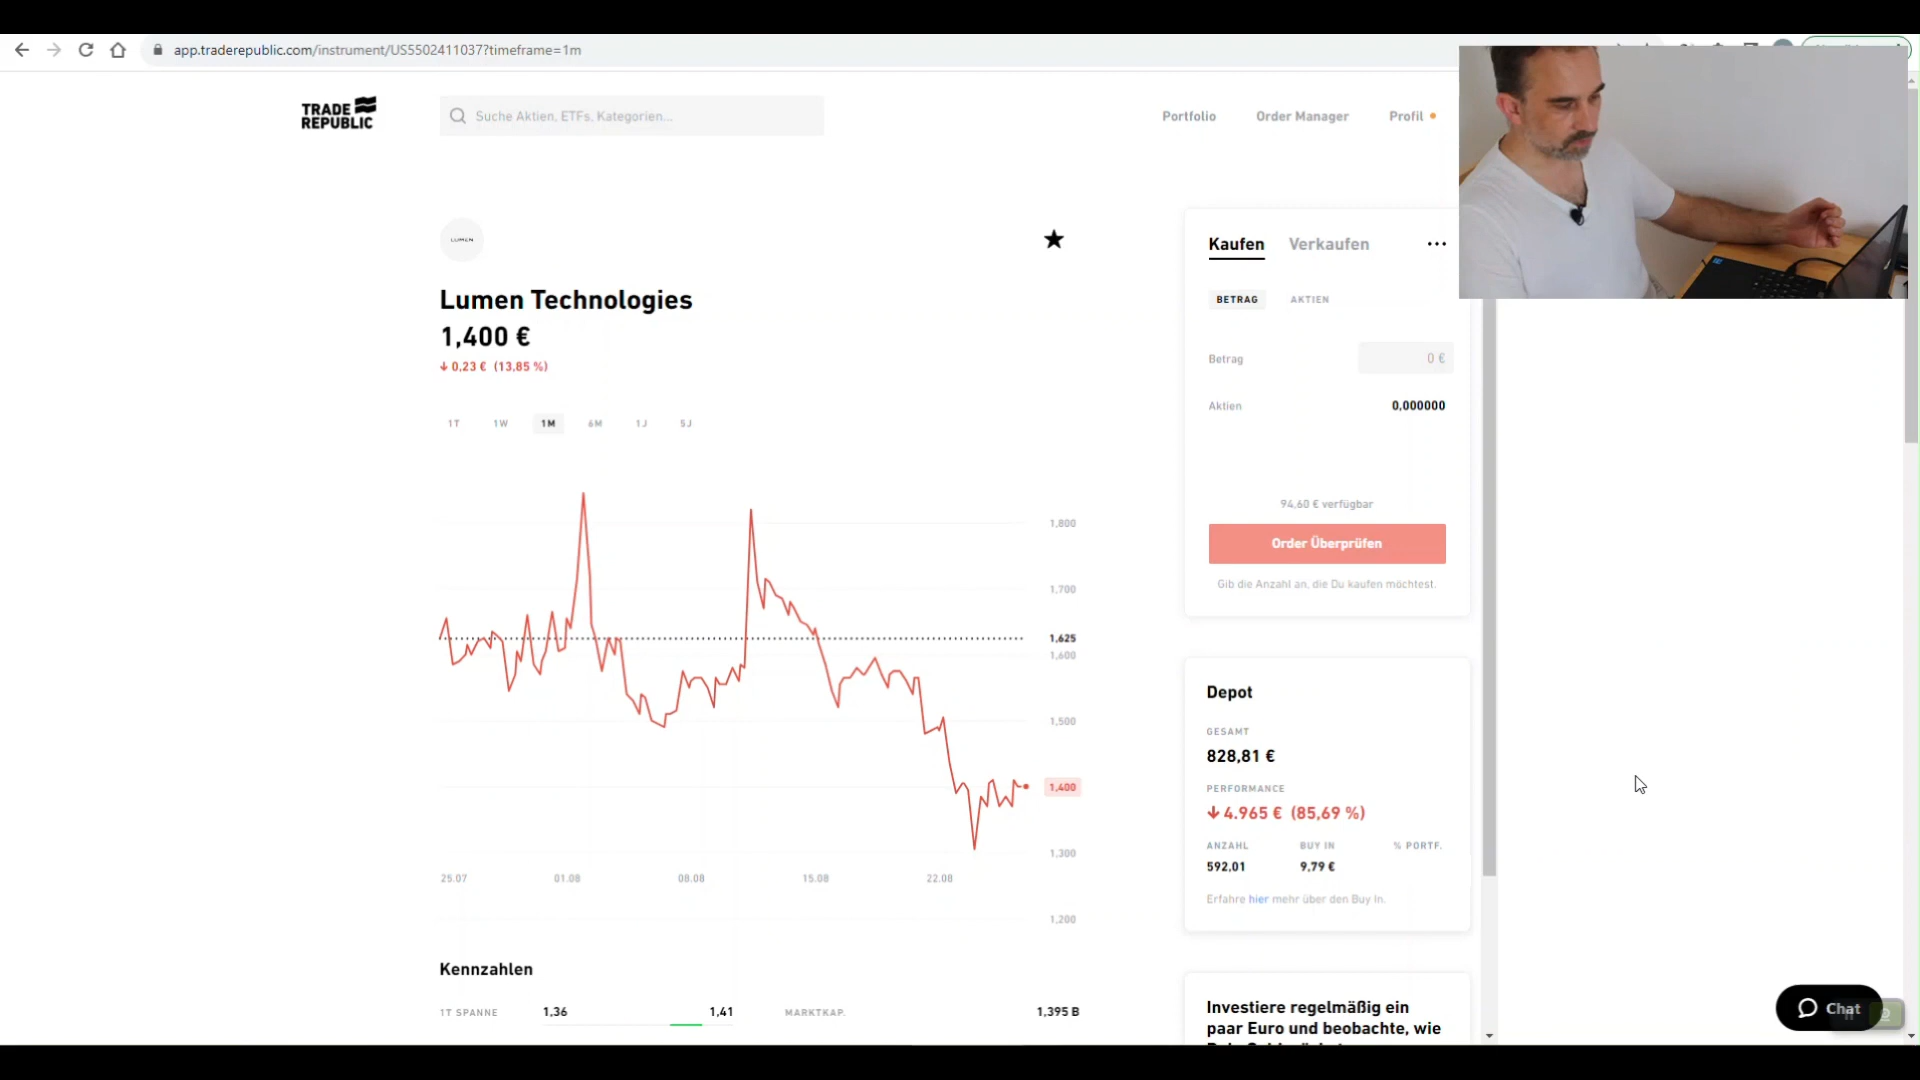 app.traderepublic.com/instrument/US5502411037?timeframe=1m
TRADE
REPUBLIC
Suche Aktien, ETFs, Kategorien...
Portfolio
Order Manager
Profil
LUMEN
Lumen Technologies
1,400 €
0,23 € (13,85 %)
1T 1W 1M 6M 1J 5J
1,800
1,700
1,625
1,600
1,500
1,400
1,300
1,200
25.07 01.08 08.08 15.08 22.08
Kennzahlen
1T SPANNE 1,36 1,41 MARKTKAP. 1,395 B
Kaufen Verkaufen
BETRAG AKTIEN
Betrag 0 €
Aktien 0,000000
94,60 € verfügbar
Order Überprüfen
Gib die Anzahl an, die Du kaufen möchtest.
Depot
GESAMT
828,81 €
PERFORMANCE
4.965 € (85,69 %)
ANZAHL BUY IN % PORTF.
592,01 9,79 €
Erfahre hier mehr über den Buy In.
Investiere regelmäßig ein
paar Euro und beobachte, wie
Chat